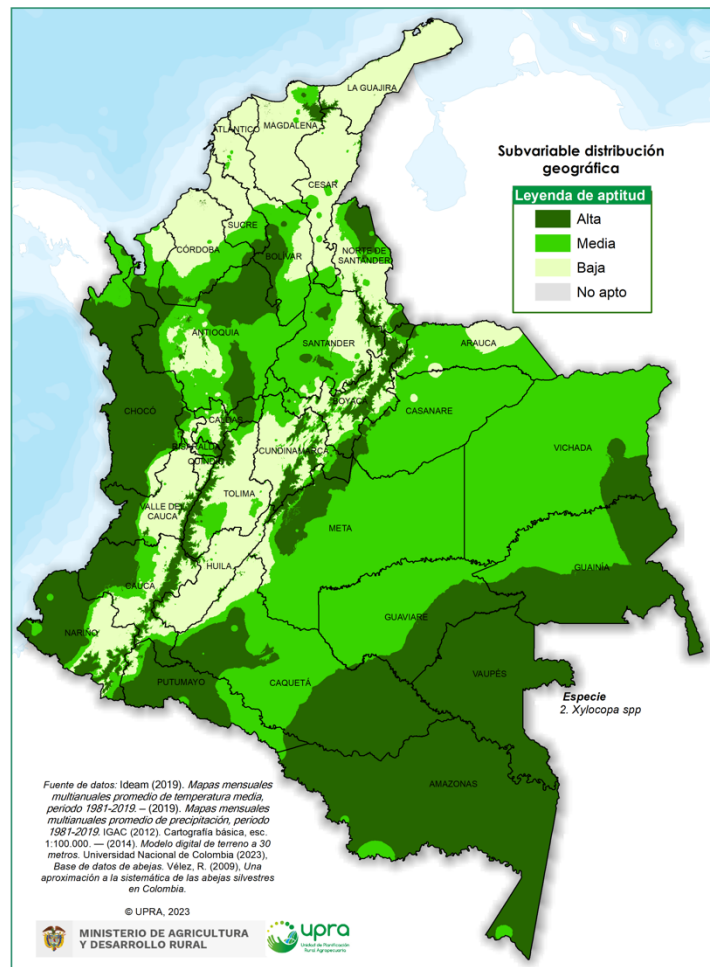 LA GUAJIRA
ATLÁNTICO
MAGDALENA
CESAR
Subvariable distribución
geográfica
Leyenda de aptitud
Alta
Media
Baja
No apto
SUCRE
CÓRDOBA
BOLÍVAR
NORTE DE
SANTANDER
ANTIOQUIA
SANTANDER
ARAUCA
CHOCÓ
BOYACÁ
CASANARE
CALDAS
RISARALDA
QUINDÍO
CUNDINAMARCA
VICHADA
VALLE DEL
CAUCA
TOLIMA
META
HUILA
GUAINÍA
CAUCA
GUAVIARE
NARIÑO
VAUPÉS
PUTUMAYO
CAQUETÁ
Especie
2. Xylocopa spp
AMAZONAS
Fuente de datos: Ideam (2019). Mapas mensuales
multianuales promedio de temperatura media,
periodo 1981-2019. – (2019). Mapas mensuales
multianuales promedio de precipitación, periodo
1981-2019. IGAC (2012). Cartografía básica, esc.
1:100.000. — (2014). Modelo digital de terreno a 30
metros. Universidad Nacional de Colombia (2023),
Base de datos de abejas. Vélez, R. (2009), Una
aproximación a la sistemática de las abejas silvestres
en Colombia.
© UPRA, 2023
MINISTERIO DE AGRICULTURA
Y DESARROLLO RURAL
upra
Unidad de Planificación
Rural Agropecuaria